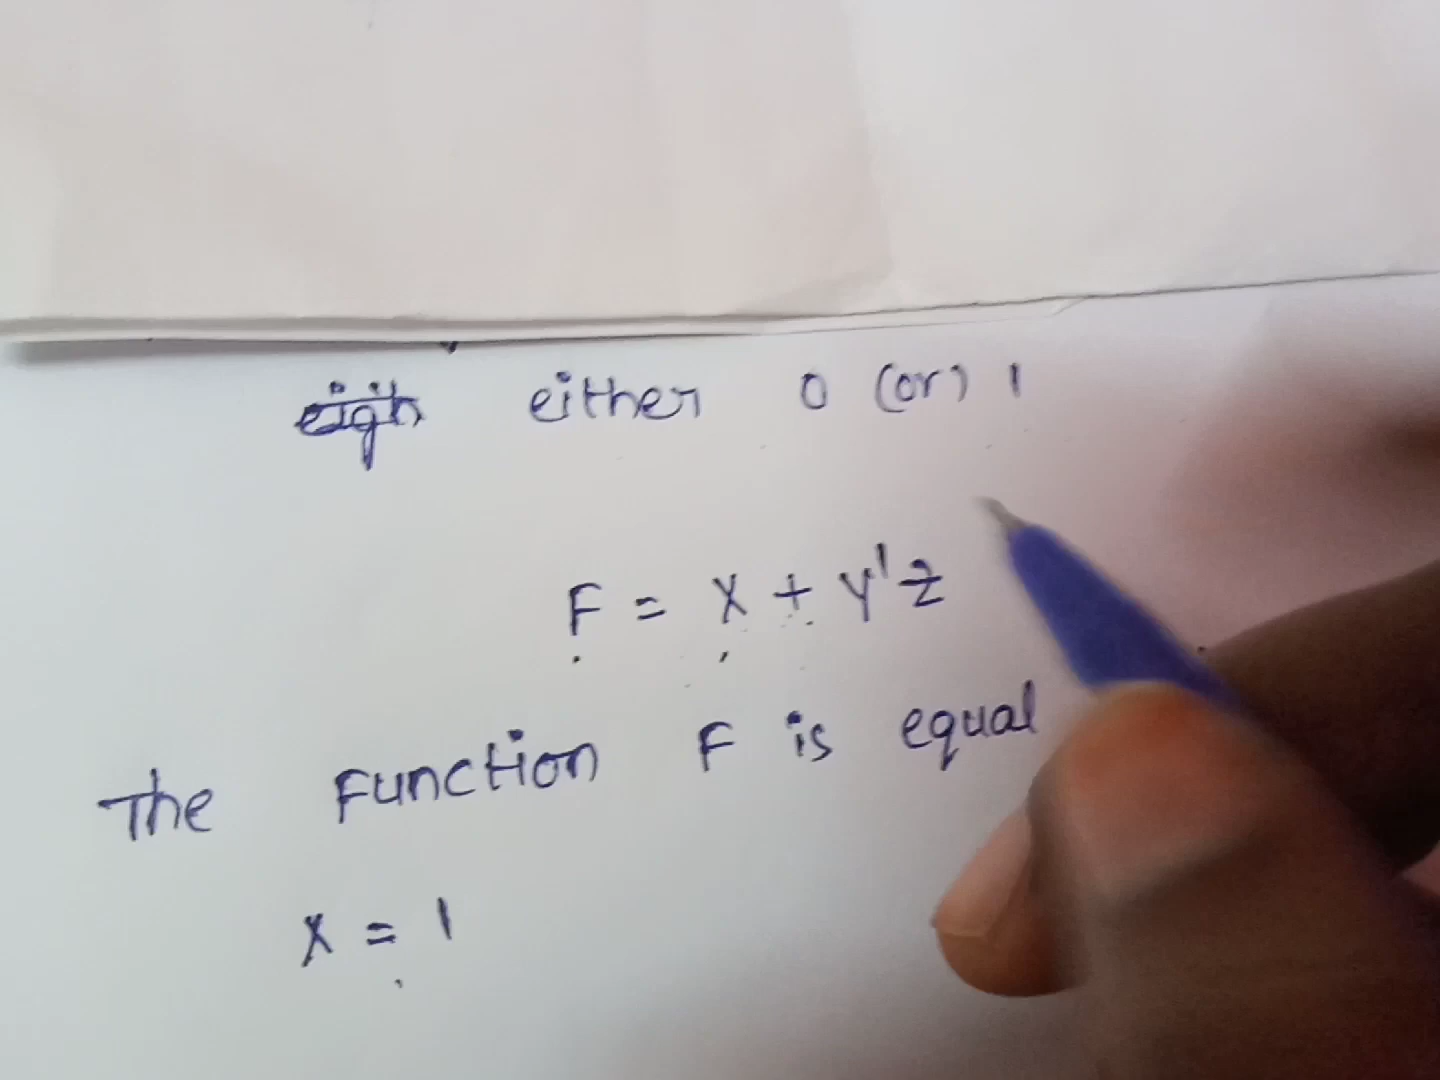 either 0 (or) 1
F = X + Y'Z
The Function F is equal
X = 1